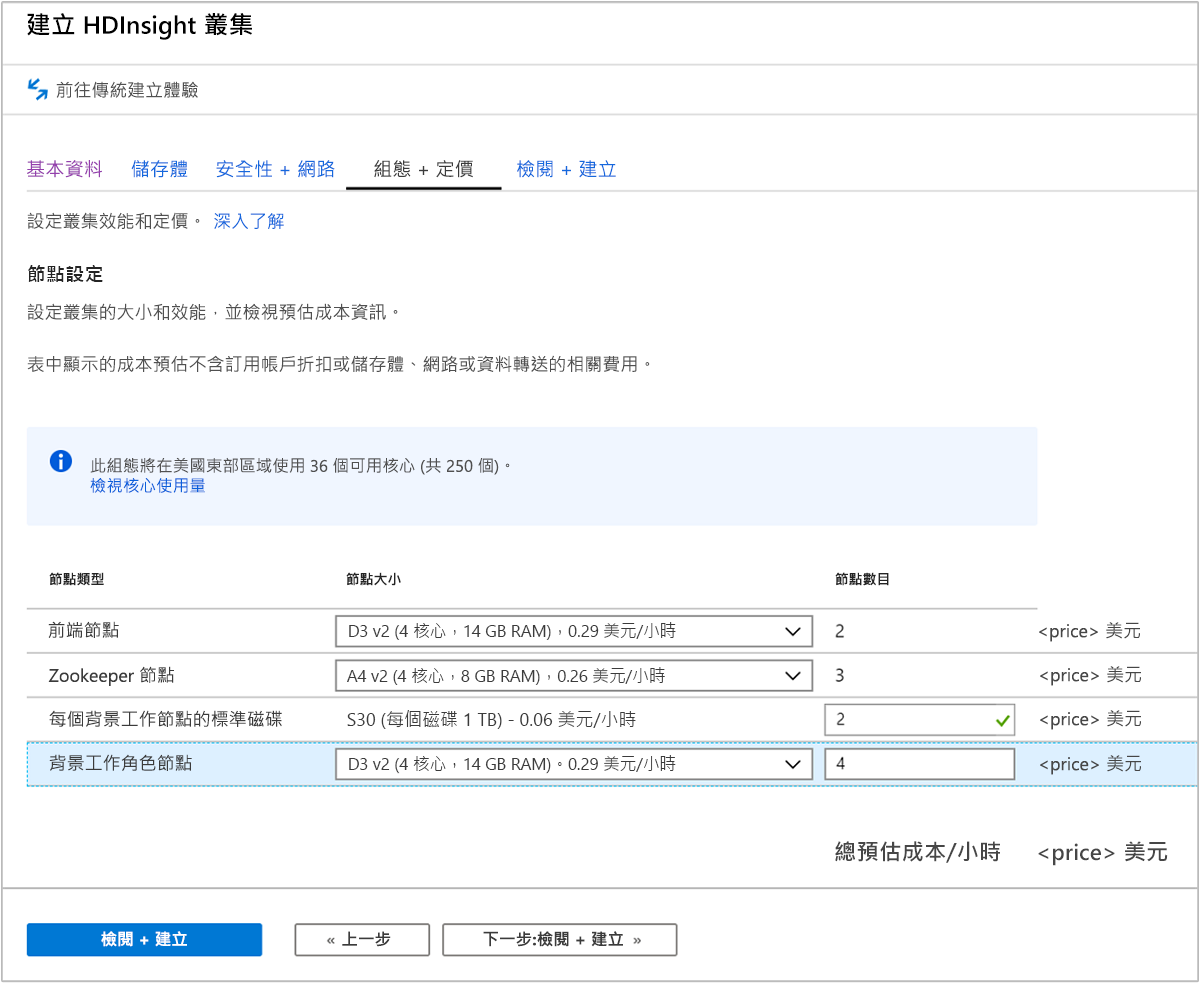 建立 HDInsight 叢集
前往傳統建立體驗
基本資料 儲存體 安全性 + 網路 組態 + 定價 檢閱 + 建立
設定叢集效能和定價。 深入了解
節點設定
設定叢集的大小和效能，並檢視預估成本資訊。
表中顯示的成本預估不含訂用帳戶折扣或儲存體、網路或資料轉送的相關費用。
此組態將在美國東部區域使用 36 個可用核心 (共 250 個)。
檢視核心使用量
節點類型 節點大小 節點數目
前端節點 D3 v2 (4 核心，14 GB RAM)，0.29 美元/小時 2 <price> 美元
Zookeeper 節點 A4 v2 (4 核心，8 GB RAM)，0.26 美元/小時 3 <price> 美元
每個背景工作節點的標準磁碟 S30 (每個磁碟 1 TB) - 0.06 美元/小時 2 <price> 美元
背景工作角色節點 D3 v2 (4 核心，14 GB RAM)。0.29 美元/小時 4 <price> 美元
總預估成本/小時 <price> 美元
檢閱 + 建立 « 上一步 下一步:檢閱 + 建立 »